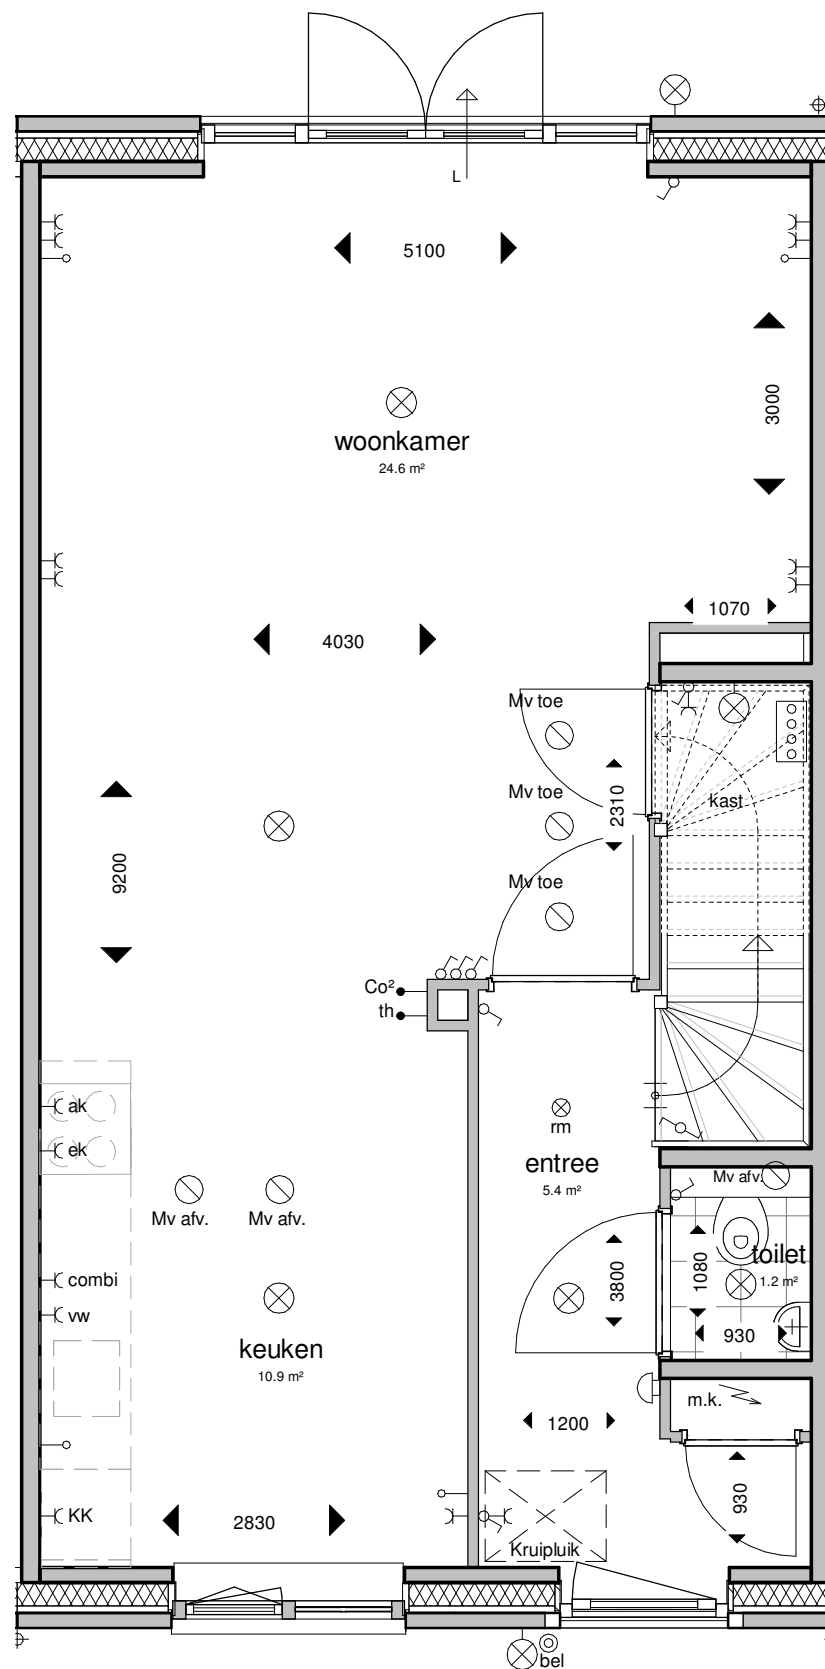 L
5100
3000
woonkamer
24.6 m²
1070
4030
Mv toe
2310
Mv toe
kast
9200
Mv toe
Co²
th
ak
ek
rm
entree
5.4 m²
Mv afv.
Mv afv.
Mv afv.
toilet
1.2 m²
1080
3800
combi
vw
930
keuken
10.9 m²
m.k.
1200
930
KK
2830
Kruipluik
bel